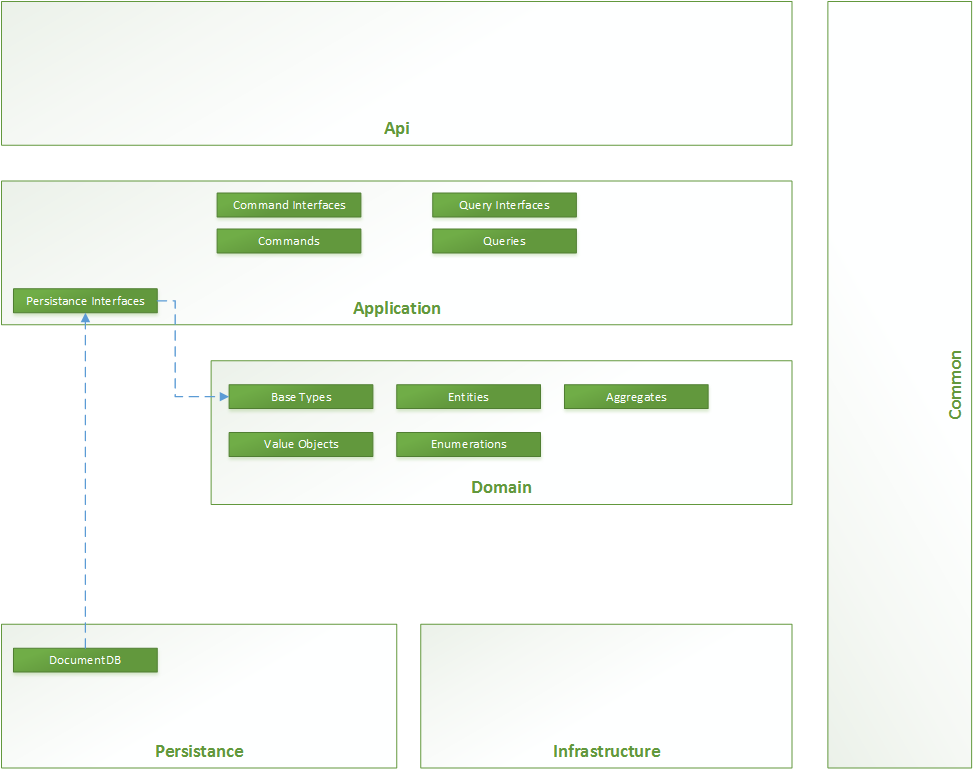 Api
Command Interfaces
Query Interfaces
Commands
Queries
Persistance Interfaces
Application
Base Types
Entities
Aggregates
Value Objects
Enumerations
Domain
DocumentDB
Persistance
Infrastructure
Common